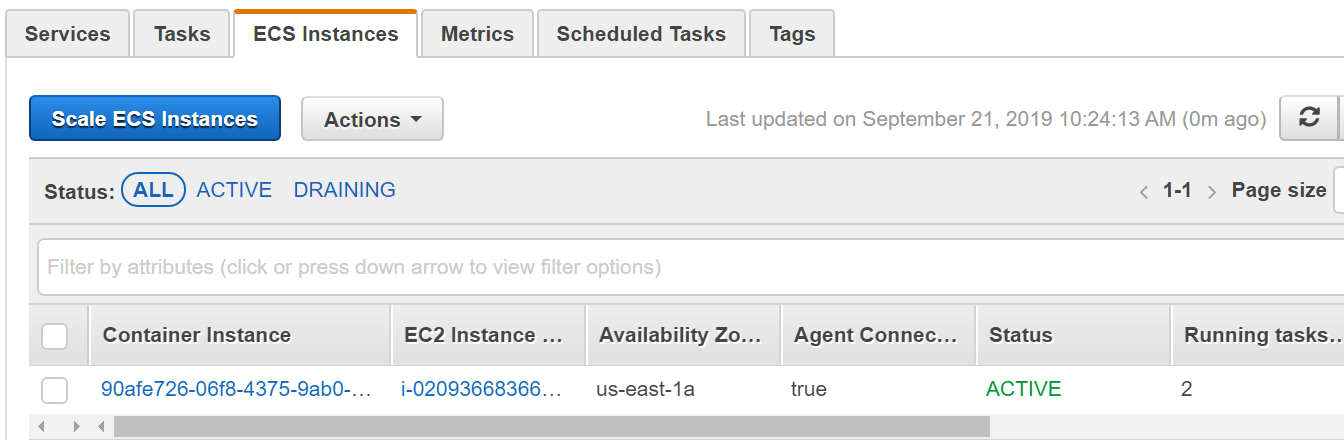 Services Tasks ECS Instances Metrics Scheduled Tasks Tags
Scale ECS Instances Actions Last updated on September 21, 2019 10:24:13 AM (0m ago)
Status: ALL ACTIVE DRAINING 1-1 Page size
Filter by attributes (click or press down arrow to view filter options)
Container Instance EC2 Instance ... Availability Zo... Agent Connec... Status Running tasks...
90afe726-06f8-4375-9ab0-... i-02093668366... us-east-1a true ACTIVE 2